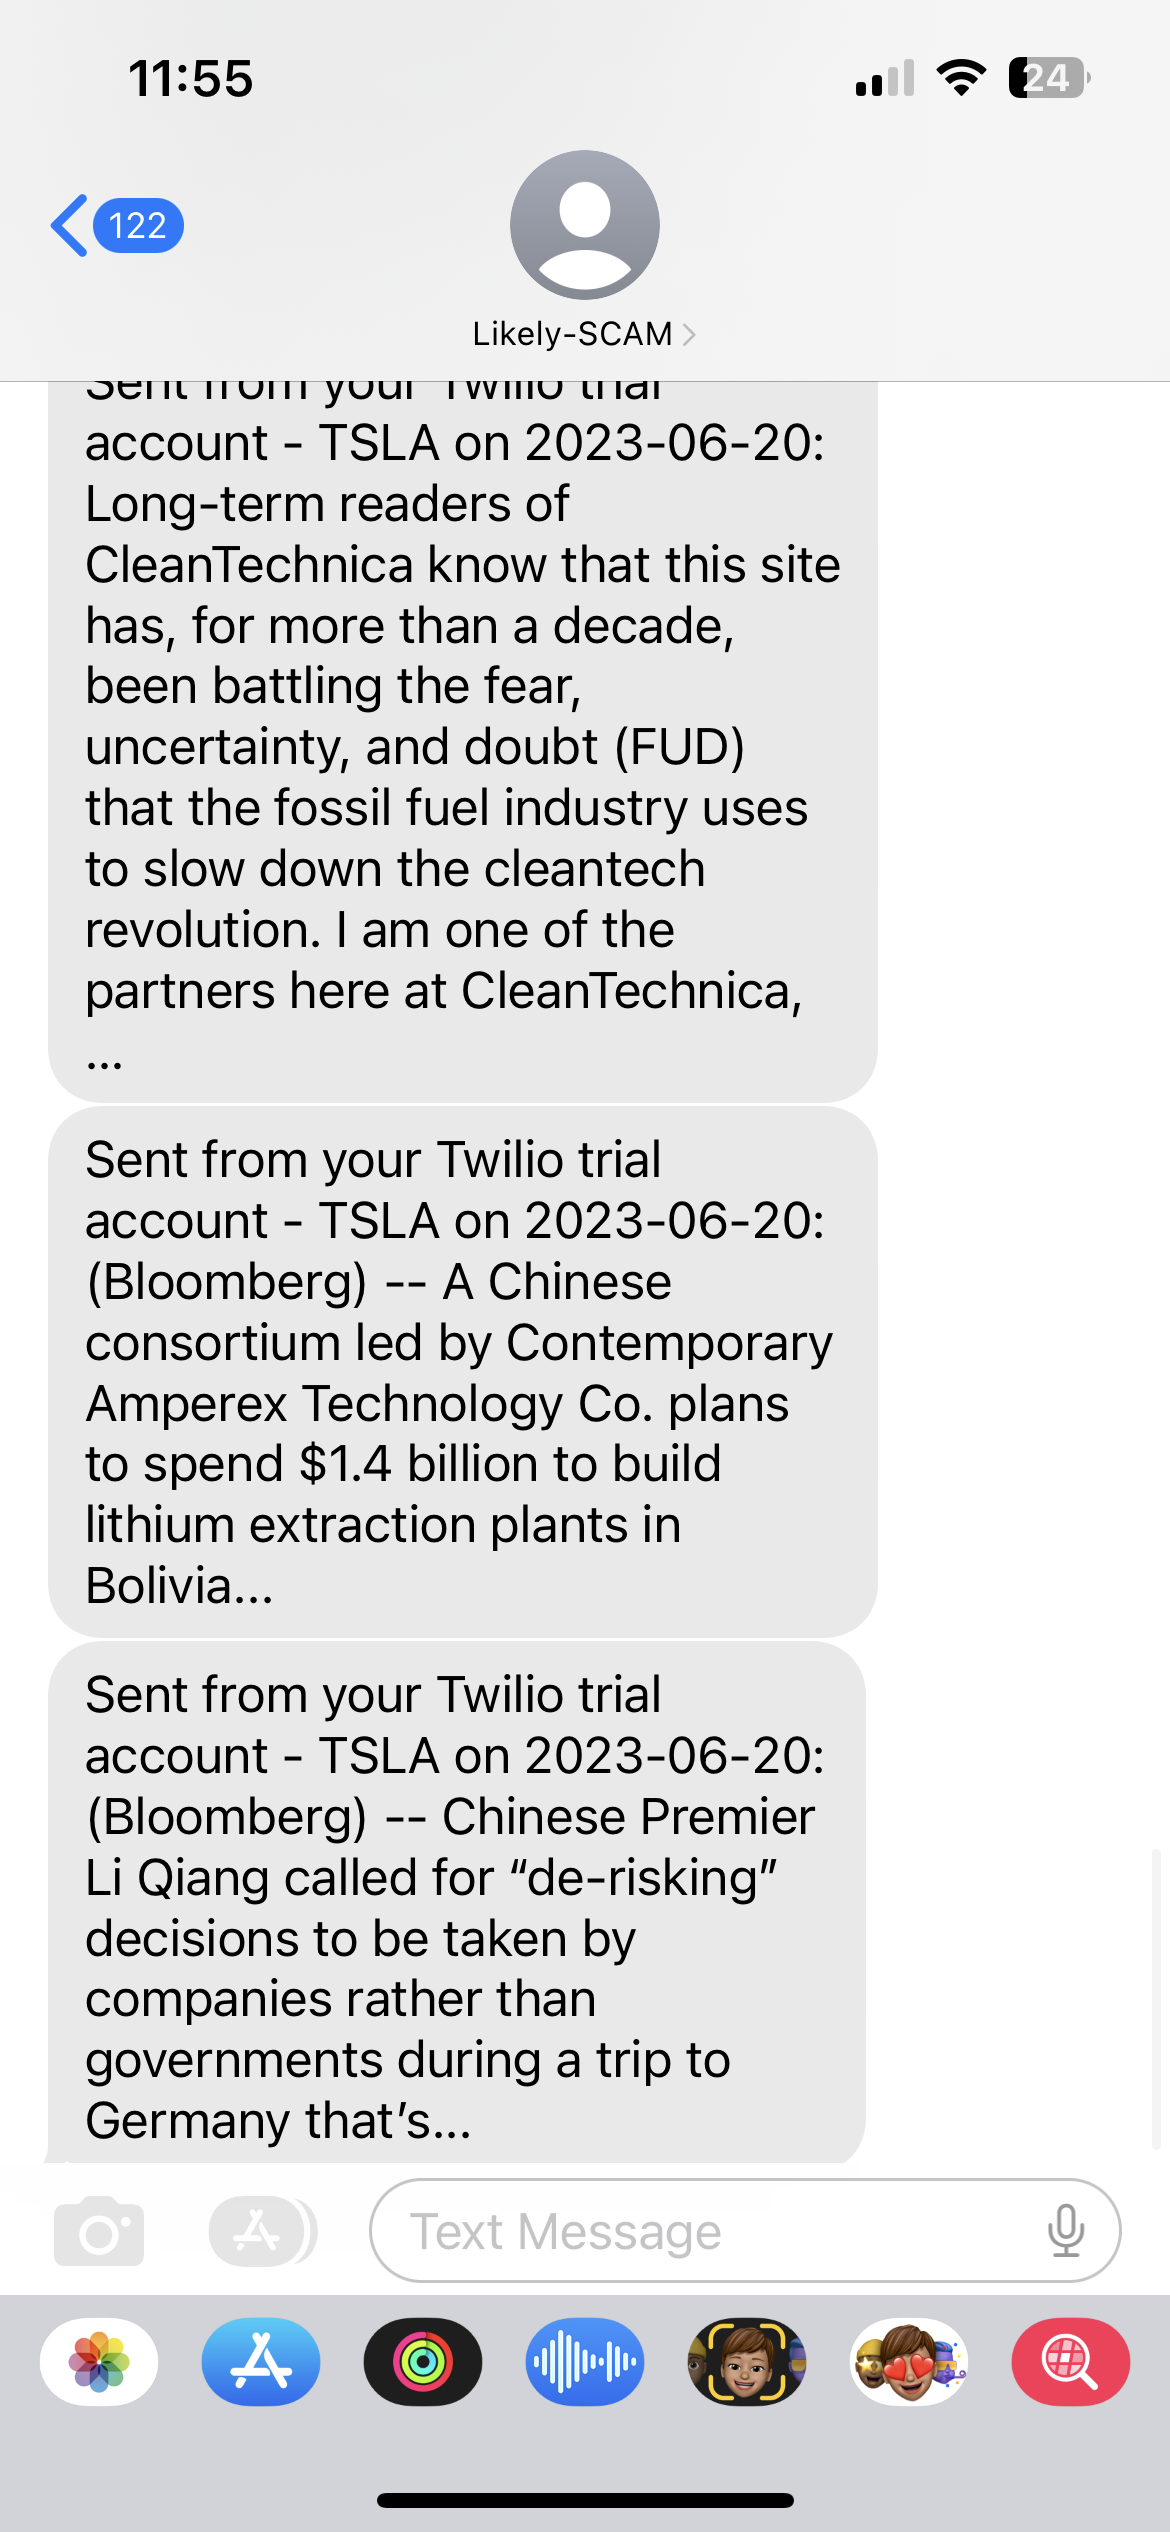 11:55
24
122
Likely-SCAM
Sent from your Twilio trial
account - TSLA on 2023-06-20:
Long-term readers of
CleanTechnica know that this site
has, for more than a decade,
been battling the fear,
uncertainty, and doubt (FUD)
that the fossil fuel industry uses
to slow down the cleantech
revolution. I am one of the
partners here at CleanTechnica,
...
Sent from your Twilio trial
account - TSLA on 2023-06-20:
(Bloomberg) -- A Chinese
consortium led by Contemporary
Amperex Technology Co. plans
to spend $1.4 billion to build
lithium extraction plants in
Bolivia...
Sent from your Twilio trial
account - TSLA on 2023-06-20:
(Bloomberg) -- Chinese Premier
Li Qiang called for “de-risking”
decisions to be taken by
companies rather than
governments during a trip to
Germany that’s...
Text Message